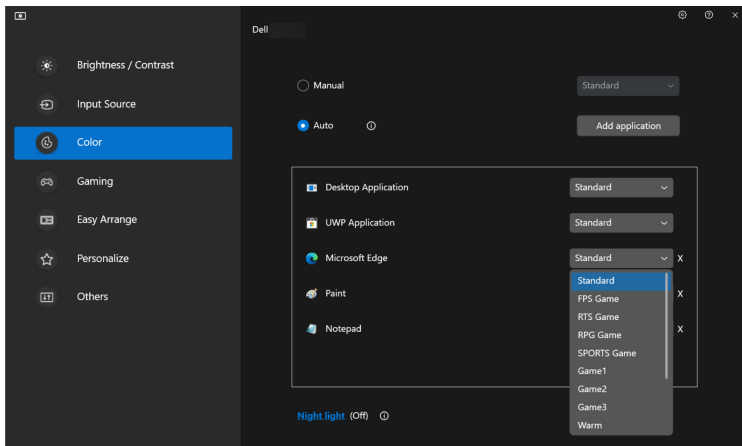 Dell
Brightness / Contrast
Input Source
Color
Gaming
Easy Arrange
Personalize
Others
Manual
Standard
Auto
Add application
Desktop Application
Standard
UWP Application
Standard
Microsoft Edge
Standard
X
Paint
X
Notepad
X
Standard
FPS Game
RTS Game
RPG Game
SPORTS Game
Game1
Game2
Game3
Warm
Night light (Off)